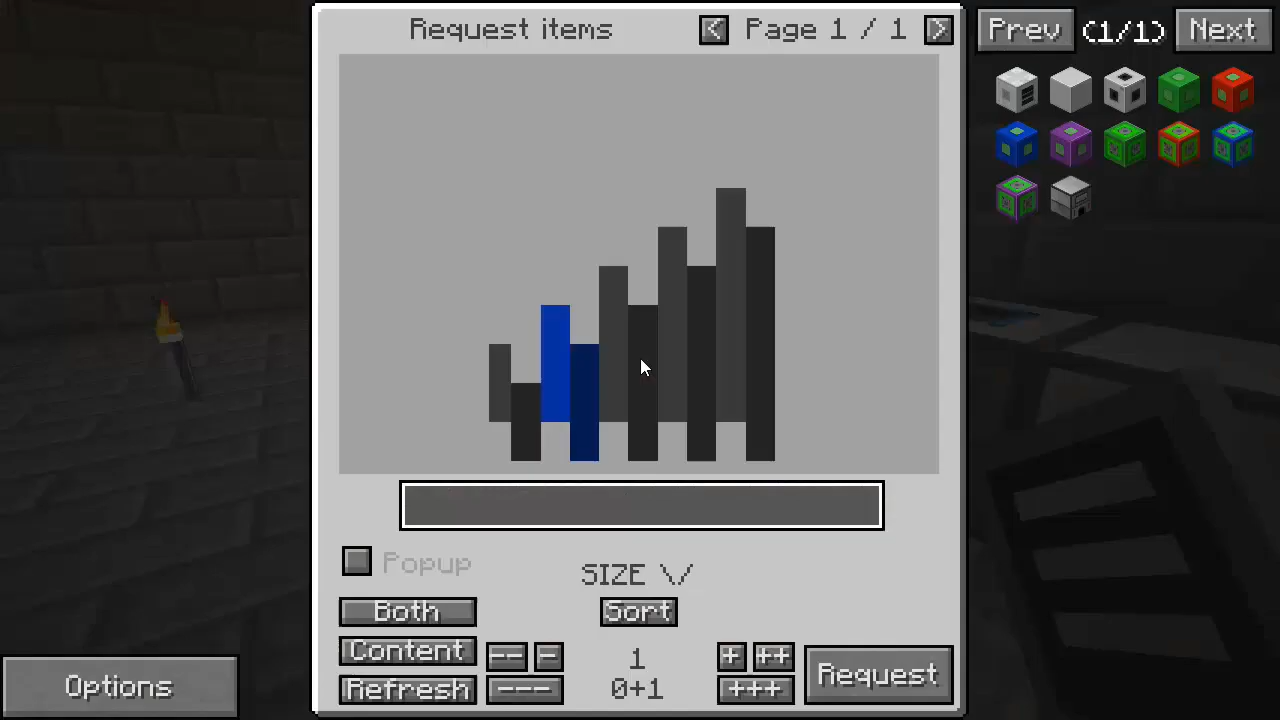 Request items
< Page 1 / 1 >
Prev (1/1) Next
Popup
SIZE \/
Both
Sort
Content
-- - 1 + ++
Refresh
--- 0+1 +++
Request
Options